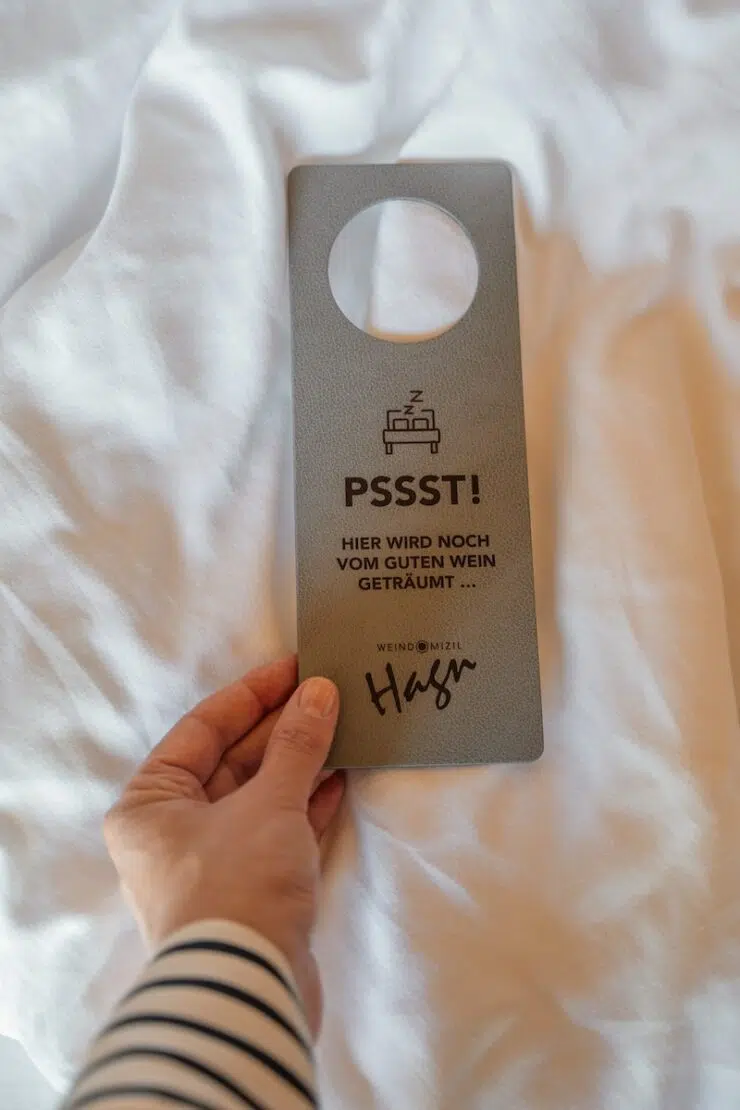 Z
Z
PSSST!
HIER WIRD NOCH
VOM GUTEN WEIN
GETRÄUMT ...
WEINDOMIZIL
Hagn